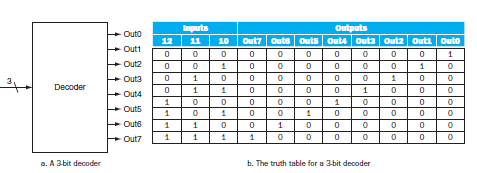 3
Decoder
Out0
Out1
Out2
Out3
Out4
Out5
Out6
Out7
a. A 3-bit decoder
Inputs Outputs
12 11 10 Out7 Out6 Out5 Out4 Out3 Out2 Out1 Out0
0 0 0 0 0 0 0 0 0 0 1
0 0 1 0 0 0 0 0 0 1 0
0 1 0 0 0 0 0 0 1 0 0
0 1 1 0 0 0 0 1 0 0 0
1 0 0 0 0 0 1 0 0 0 0
1 0 1 0 0 1 0 0 0 0 0
1 1 0 0 1 0 0 0 0 0 0
1 1 1 1 0 0 0 0 0 0 0
b. The truth table for a 3-bit decoder